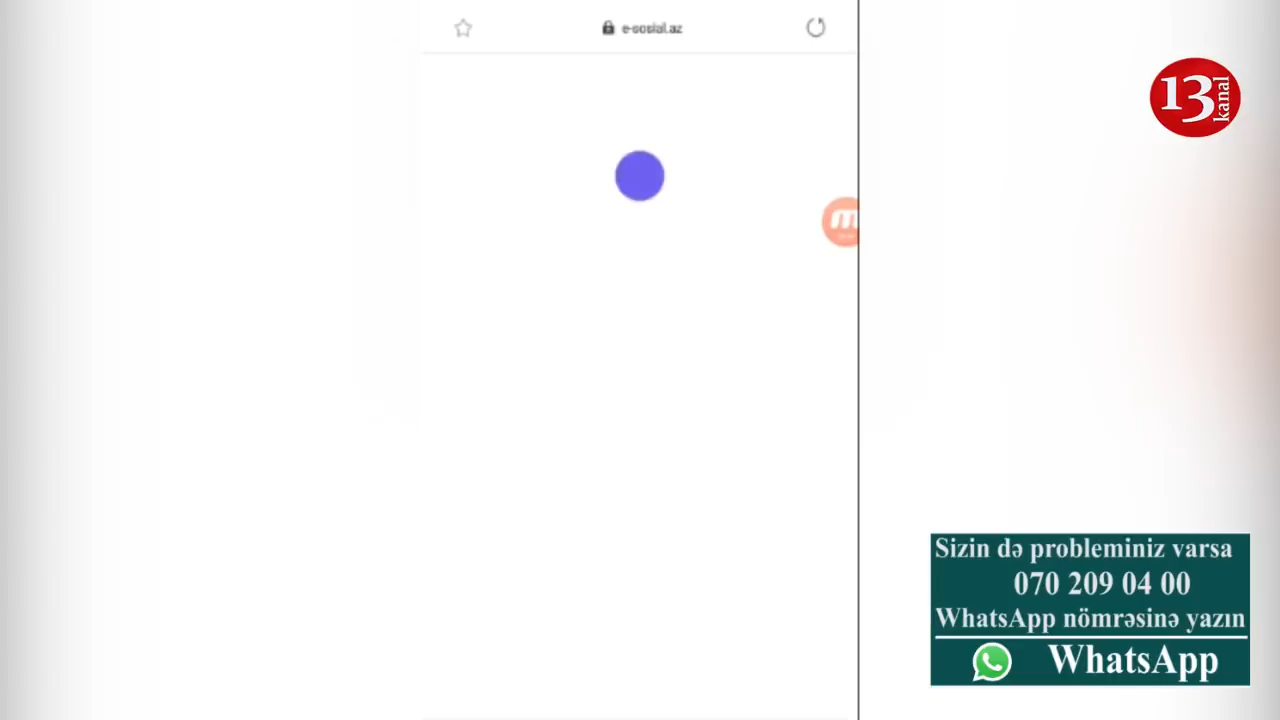 e-sosial.az
13
kanal
m
Sizin də probleminiz varsa
070 209 04 00
WhatsApp nömrəsinə yazın
WhatsApp